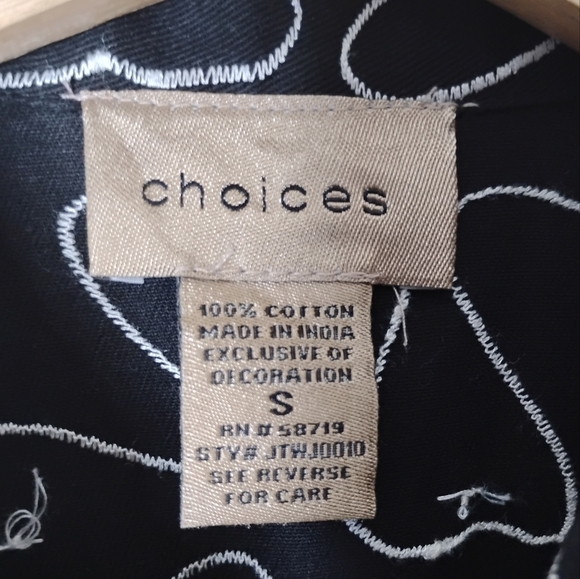 choices
100% COTTON
MADE IN INDIA
EXCLUSIVE OF
DECORATION
S
RN # 58719
STY# JTWJ0010
SEE REVERSE
FOR CARE